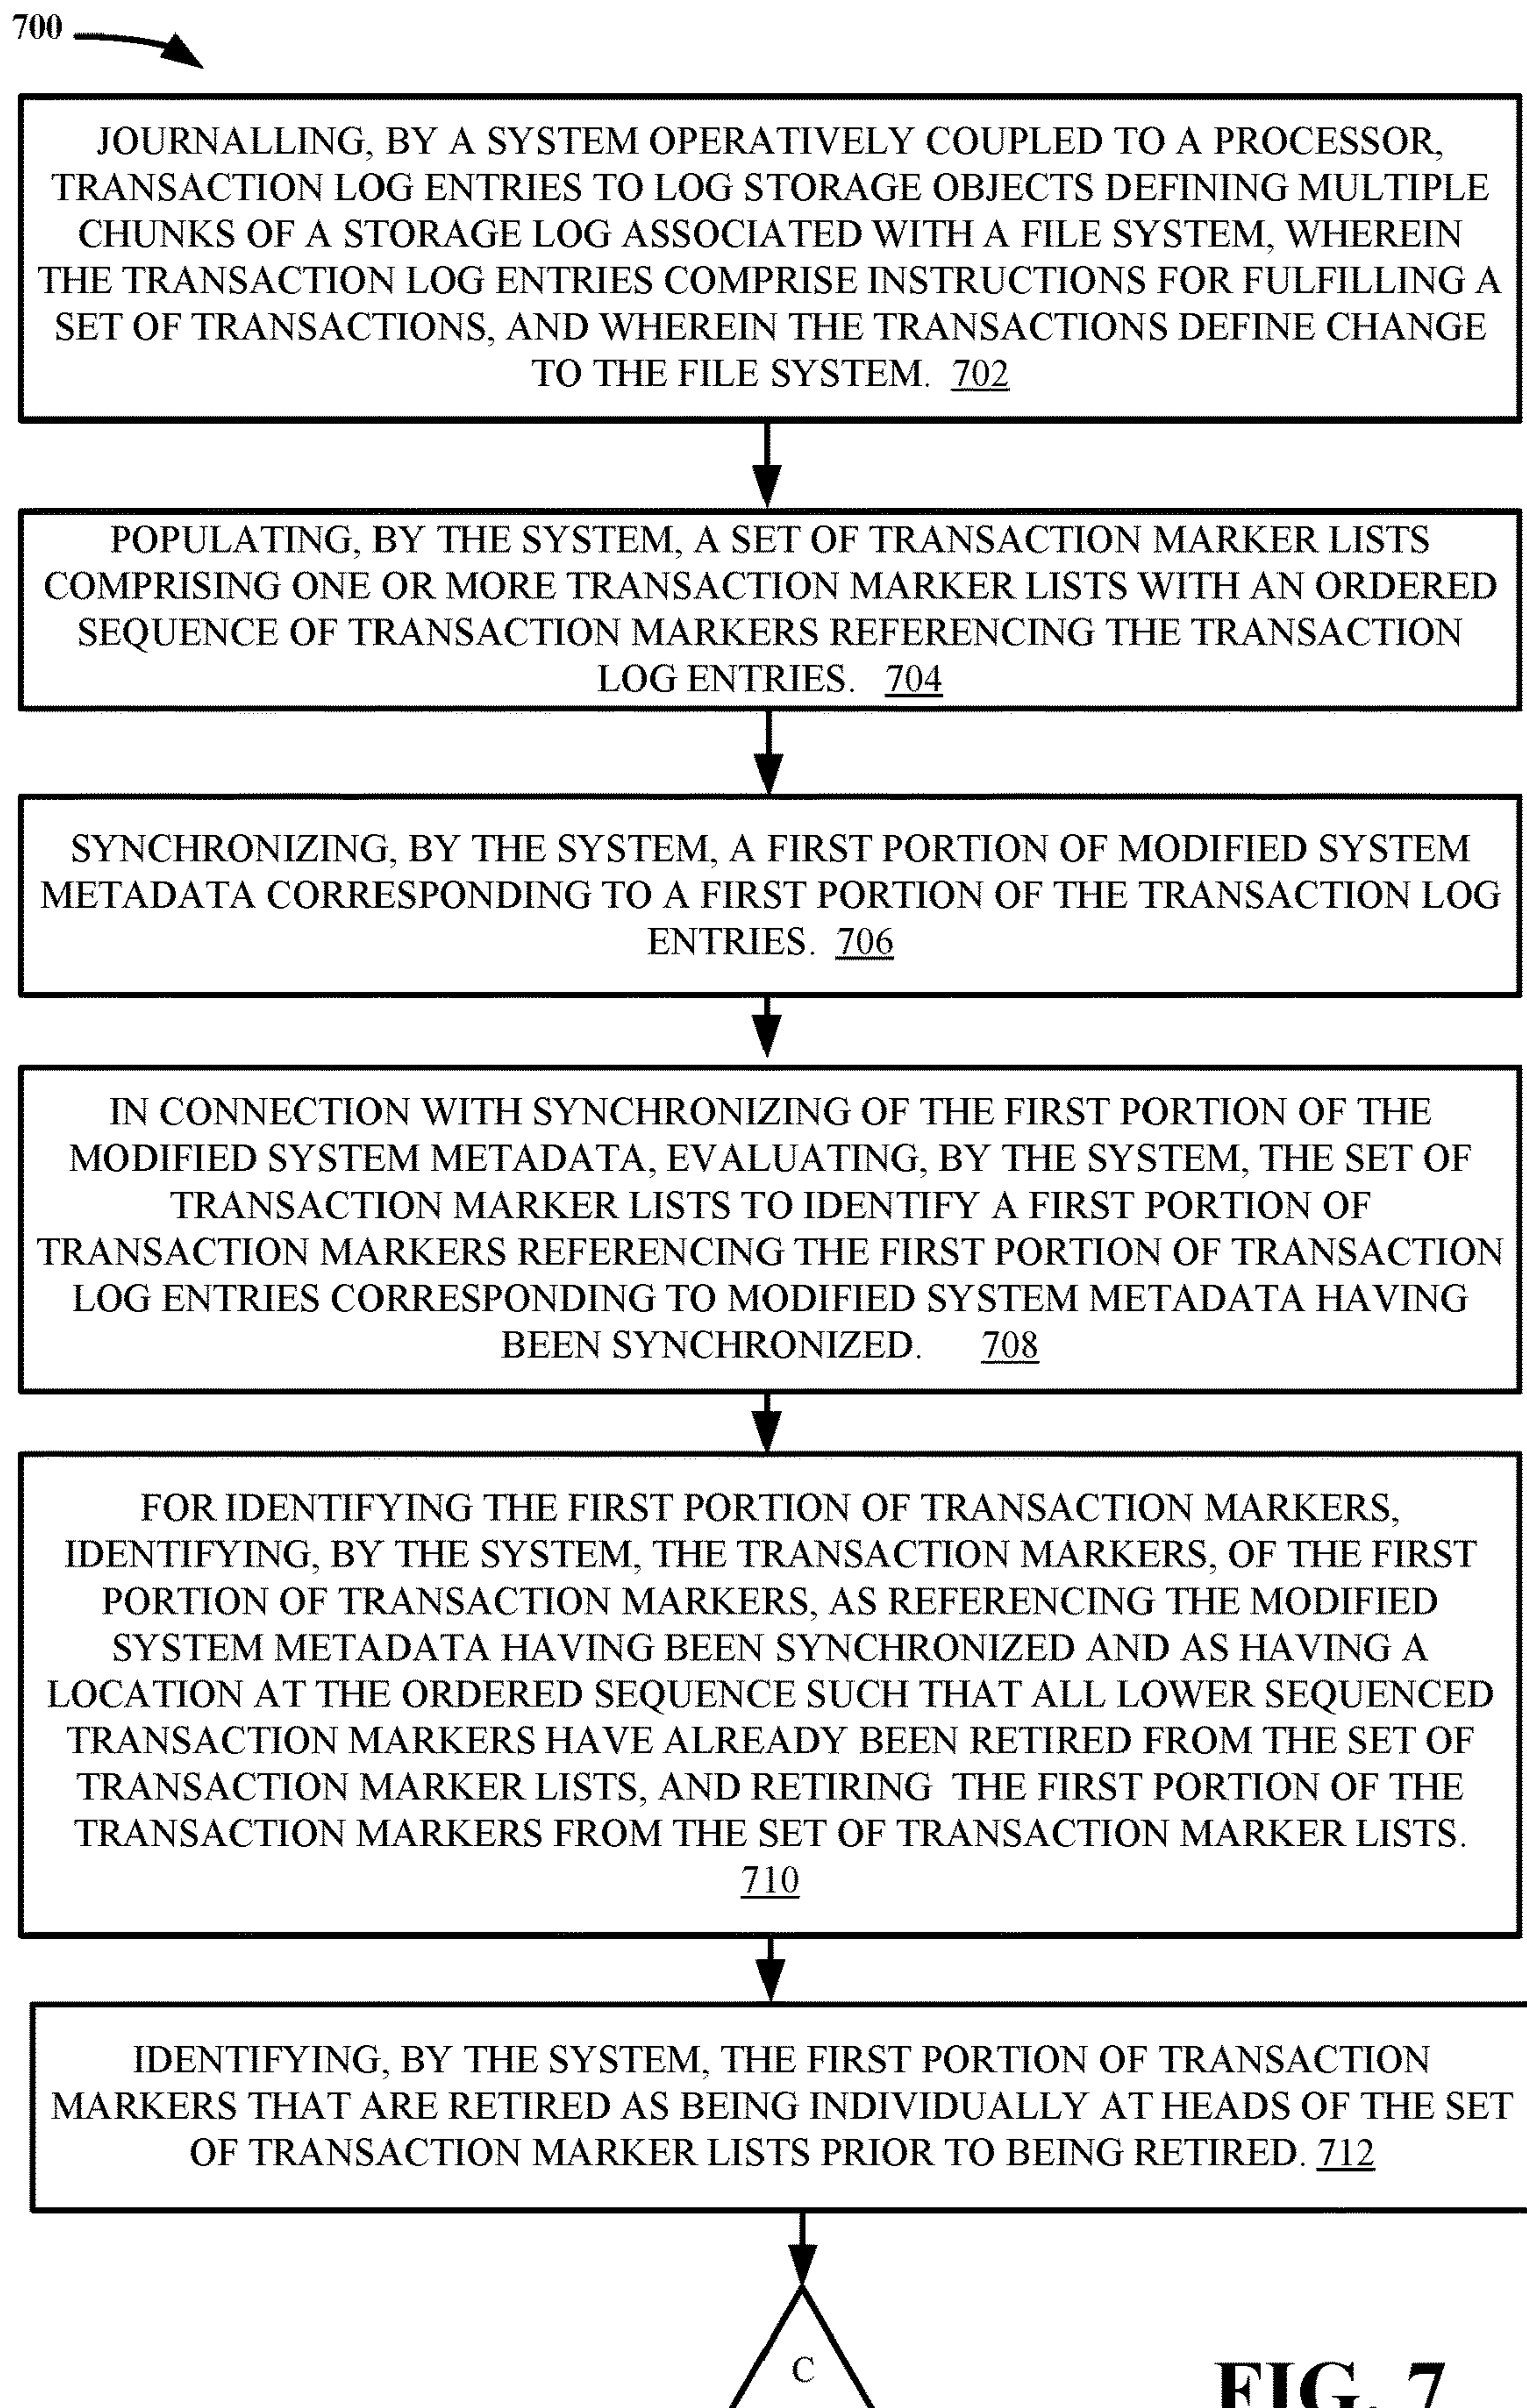 700
JOURNALLING, BY A SYSTEM OPERATIVELY COUPLED TO A PROCESSOR,
TRANSACTION LOG ENTRIES TO LOG STORAGE OBJECTS DEFINING MULTIPLE
CHUNKS OF A STORAGE LOG ASSOCIATED WITH A FILE SYSTEM, WHEREIN
THE TRANSACTION LOG ENTRIES COMPRISE INSTRUCTIONS FOR FULFILLING A
SET OF TRANSACTIONS, AND WHEREIN THE TRANSACTIONS DEFINE CHANGE
TO THE FILE SYSTEM. 702
POPULATING, BY THE SYSTEM, A SET OF TRANSACTION MARKER LISTS
COMPRISING ONE OR MORE TRANSACTION MARKER LISTS WITH AN ORDERED
SEQUENCE OF TRANSACTION MARKERS REFERENCING THE TRANSACTION
LOG ENTRIES. 704
SYNCHRONIZING, BY THE SYSTEM, A FIRST PORTION OF MODIFIED SYSTEM
METADATA CORRESPONDING TO A FIRST PORTION OF THE TRANSACTION LOG
ENTRIES. 706
IN CONNECTION WITH SYNCHRONIZING OF THE FIRST PORTION OF THE
MODIFIED SYSTEM METADATA, EVALUATING, BY THE SYSTEM, THE SET OF
TRANSACTION MARKER LISTS TO IDENTIFY A FIRST PORTION OF
TRANSACTION MARKERS REFERENCING THE FIRST PORTION OF TRANSACTION
LOG ENTRIES CORRESPONDING TO MODIFIED SYSTEM METADATA HAVING
BEEN SYNCHRONIZED. 708
FOR IDENTIFYING THE FIRST PORTION OF TRANSACTION MARKERS,
IDENTIFYING, BY THE SYSTEM, THE TRANSACTION MARKERS, OF THE FIRST
PORTION OF TRANSACTION MARKERS, AS REFERENCING THE MODIFIED
SYSTEM METADATA HAVING BEEN SYNCHRONIZED AND AS HAVING A
LOCATION AT THE ORDERED SEQUENCE SUCH THAT ALL LOWER SEQUENCED
TRANSACTION MARKERS HAVE ALREADY BEEN RETIRED FROM THE SET OF
TRANSACTION MARKER LISTS, AND RETIRING THE FIRST PORTION OF THE
TRANSACTION MARKERS FROM THE SET OF TRANSACTION MARKER LISTS.
710
IDENTIFYING, BY THE SYSTEM, THE FIRST PORTION OF TRANSACTION
MARKERS THAT ARE RETIRED AS BEING INDIVIDUALLY AT HEADS OF THE SET
OF TRANSACTION MARKER LISTS PRIOR TO BEING RETIRED. 712
C
FIG. 7